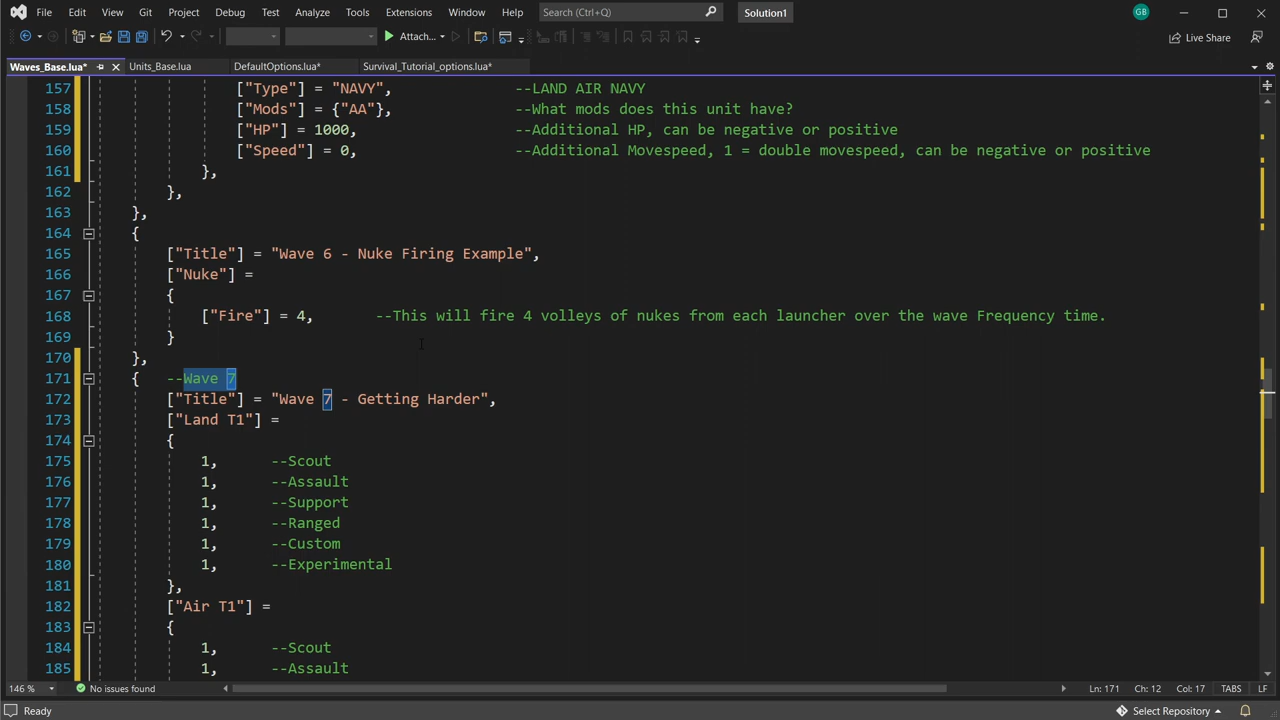 File Edit View Git Project Debug Test Analyze Tools Extensions Window Help Search (Ctrl+Q) Solution1 GB
Attach... Live Share
Waves_Base.lua* Units_Base.lua DefaultOptions.lua* Survival_Tutorial_options.lua*
157 ["Type"] = "NAVY", --LAND AIR NAVY
158 ["Mods"] = {"AA"}, --What mods does this unit have?
159 ["HP"] = 1000, --Additional HP, can be negative or positive
160 ["Speed"] = 0, --Additional Movespeed, 1 = double movespeed, can be negative or positive
161 },
162 },
163 },
164 {
165 ["Title"] = "Wave 6 - Nuke Firing Example",
166 ["Nuke"] =
167 {
168 ["Fire"] = 4, --This will fire 4 volleys of nukes from each launcher over the wave Frequency time.
169 }
170 },
171 { --Wave 7
172 ["Title"] = "Wave 7 - Getting Harder",
173 ["Land T1"] =
174 {
175 1, --Scout
176 1, --Assault
177 1, --Support
178 1, --Ranged
179 1, --Custom
180 1, --Experimental
181 },
182 ["Air T1"] =
183 {
184 1, --Scout
185 1, --Assault
146 % No issues found Ln: 171 Ch: 12 Col: 17 TABS LF
Ready Select Repository